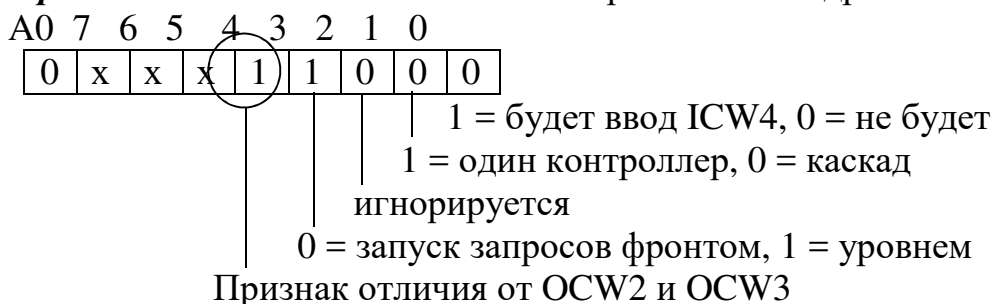 A0 7 6 5 4 3 2 1 0
0 x x x 1 1 0 0 0
1 = будет ввод ICW4, 0 = не будет
1 = один контроллер, 0 = каскад
игнорируется
0 = запуск запросов фронтом, 1 = уровнем
Признак отличия от OCW2 и OCW3